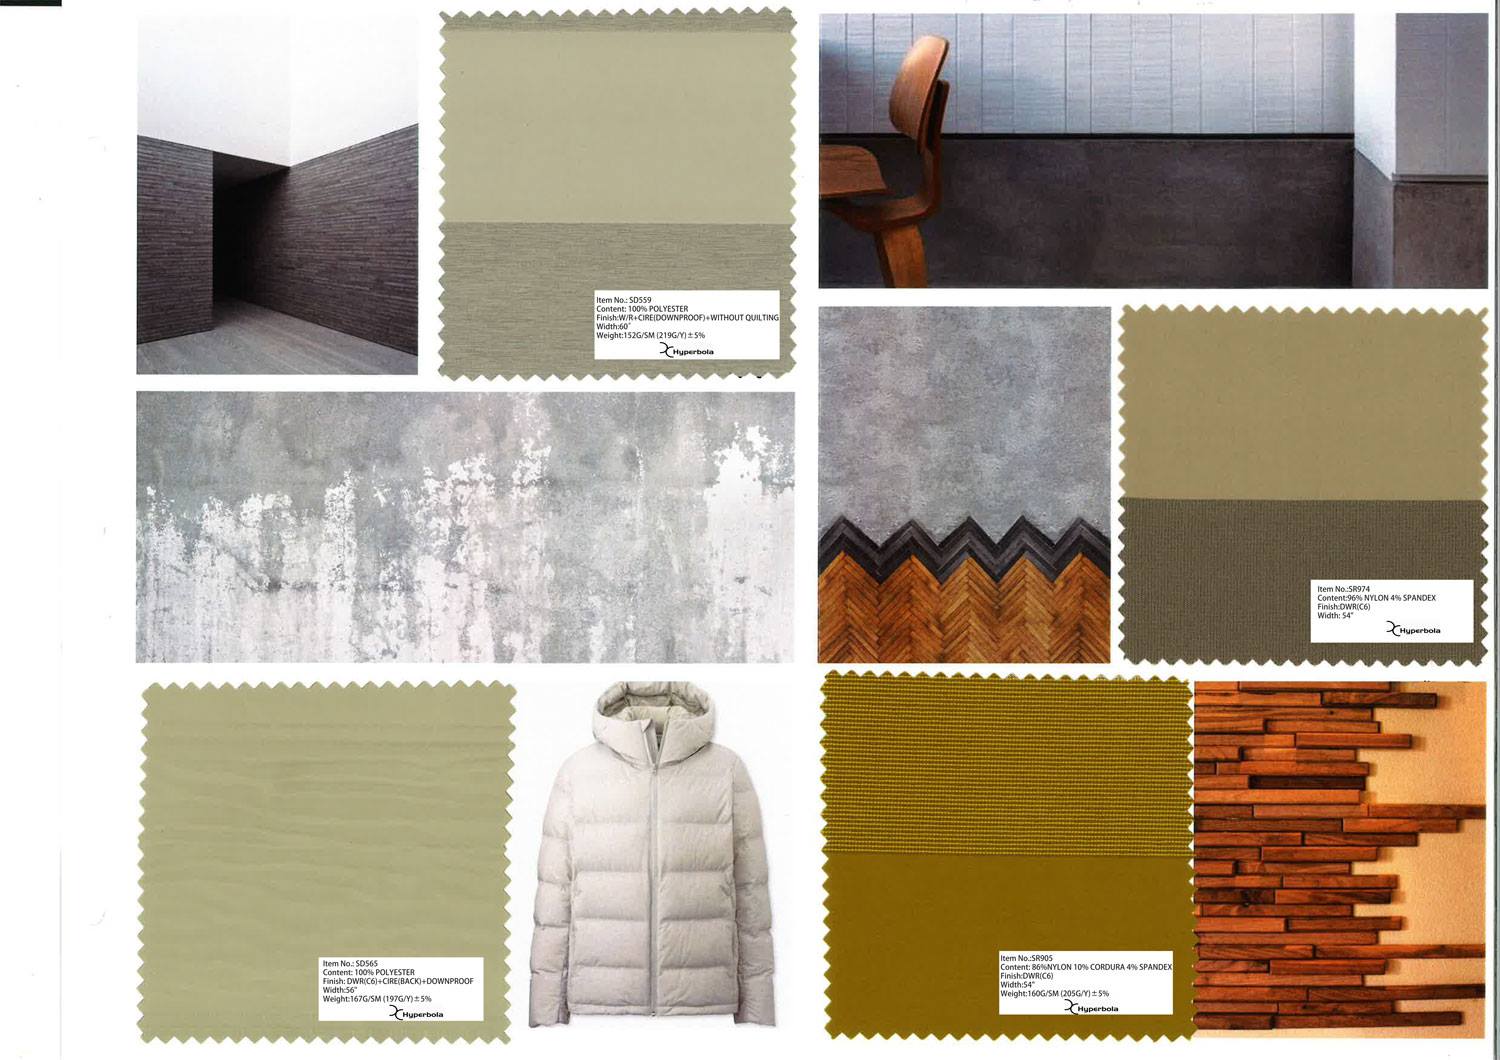 Item No.: SD559
Content: 100% POLYESTER
Finish:W/R+CIRE(DOWNPROOF)+WITHOUT QUILTING
Width:60"
Weight:152G/SM (219G/Y)±5%
Hyperbola
Item No.:SR974
Content:96% NYLON 4% SPANDEX
Finish:DWR(C6)
Width: 54"
Hyperbola
Item No.: SD565
Content: 100% POLYESTER
Finish: DWR(C6)+CIRE(BACK)+DOWNPROOF
Width:56"
Weight:167G/SM (197G/Y)±5%
Hyperbola
Item No.:SR905
Content: 86%NYLON 10% CORDURA 4% SPANDEX
Finish:DWR(C6)
Width:54"
Weight:160G/SM (205G/Y)±5%
Hyperbola